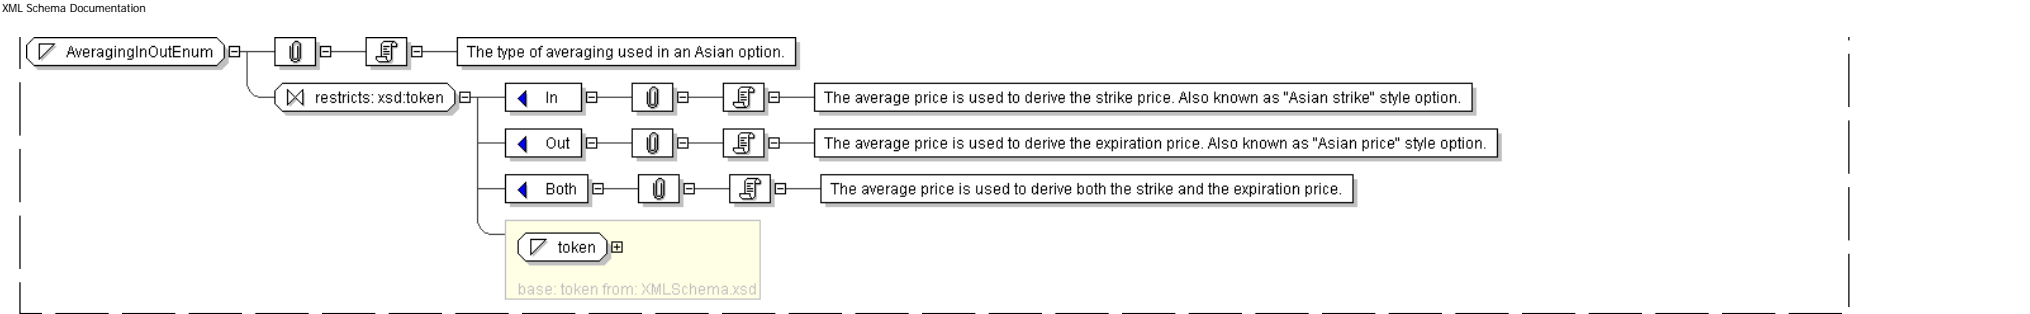 XML Schema Documentation
AveragingInOutEnum
The type of averaging used in an Asian option.
restricts: xsd:token
In
The average price is used to derive the strike price. Also known as "Asian strike" style option.
Out
The average price is used to derive the expiration price. Also known as "Asian price" style option.
Both
The average price is used to derive both the strike and the expiration price.
token
base: token from: XMLSchema.xsd